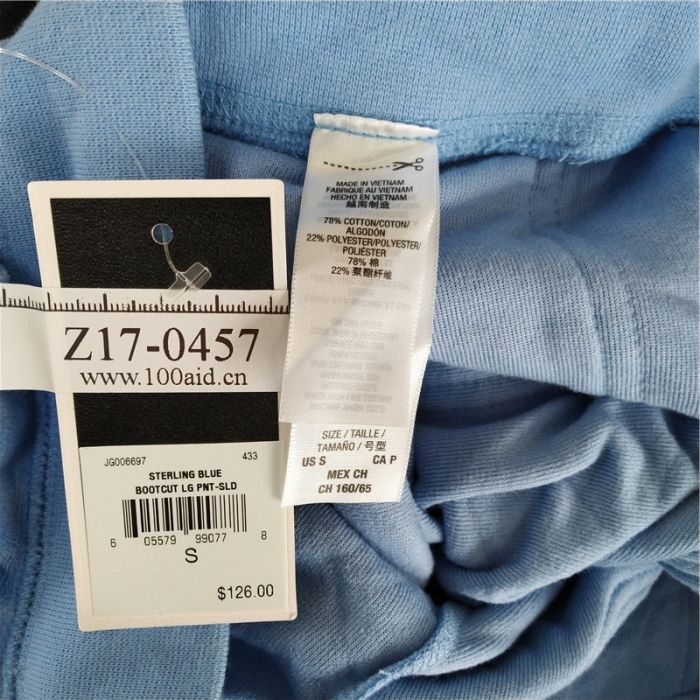 MADE IN VIETNAM
FABRIQUE AU VIETNAM
HECHO EN VIETNAM
越南制造
78% COTTON/COTON/
ALGODÓN
22% POLYESTER/POLYESTER/
POLIÉSTER
78% 棉
22% 聚酯纤维
SIZE / TAILLE /
TAMAÑO / 号型
US S CA P
MEX CH
CH 160/65
Z17-0457
www.100aid.cn
JG006697 433
STERLING BLUE
BOOTCUT LG PNT-SLD
6 05579 99077 8
S
$126.00